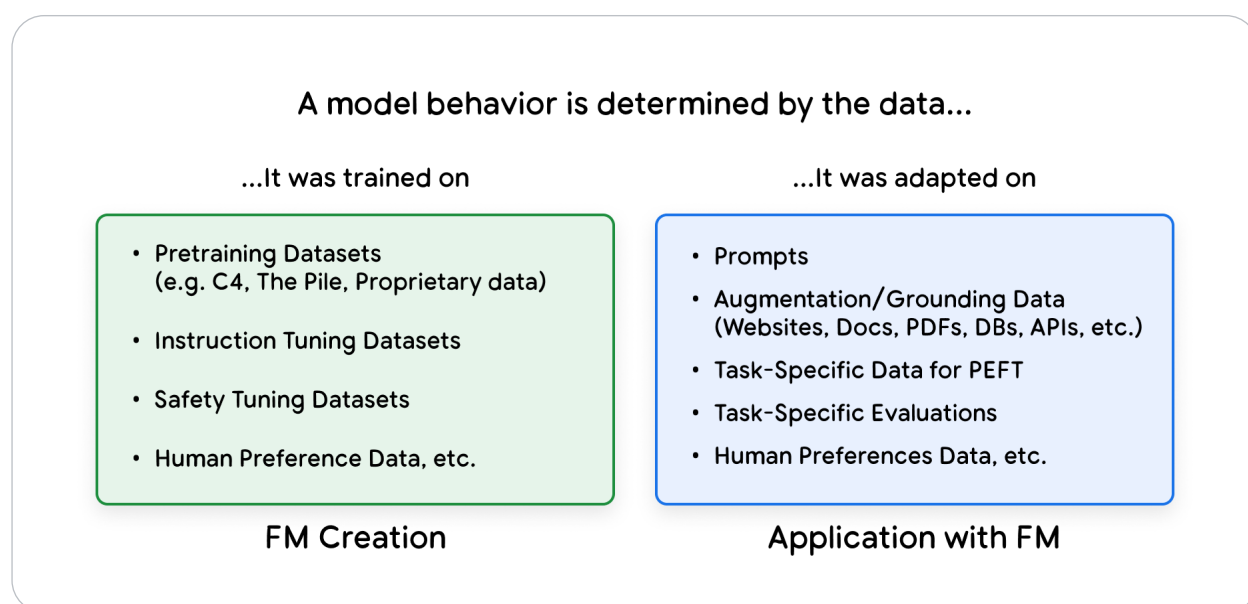 A model behavior is determined by the data...
...It was trained on
• Pretraining Datasets
(e.g. C4, The Pile, Proprietary data)
• Instruction Tuning Datasets
• Safety Tuning Datasets
• Human Preference Data, etc.
FM Creation
...It was adapted on
• Prompts
• Augmentation/Grounding Data
(Websites, Docs, PDFs, DBs, APIs, etc.)
• Task-Specific Data for PEFT
• Task-Specific Evaluations
• Human Preferences Data, etc.
Application with FM